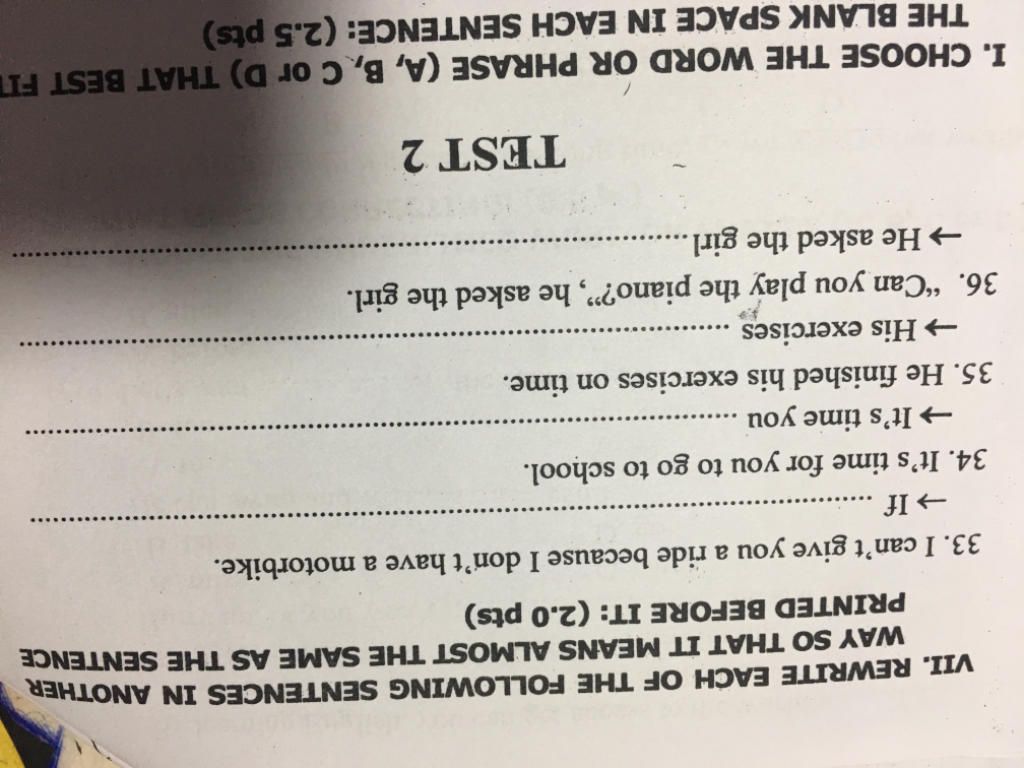 VII. REWRITE EACH OF THE FOLLOWING SENTENCES IN ANOTHER
WAY SO THAT IT MEANS ALMOST THE SAME AS THE SENTENCE
PRINTED BEFORE IT: (2.0 pts)
33. I can't give you a ride because I don't have a motorbike.
→ If ........................................................................
34. It's time for you to go to school.
→ It's time you ........................................................................
35. He finished his exercises on time.
→ His exercises ........................................................................
36. "Can you play the piano?", he asked the girl.
→ He asked the girl ........................................................................
TEST 2
I. CHOOSE THE WORD OR PHRASE (A, B, C or D) THAT BEST
THE BLANK SPACE IN EACH SENTENCE: (2.5 pts)